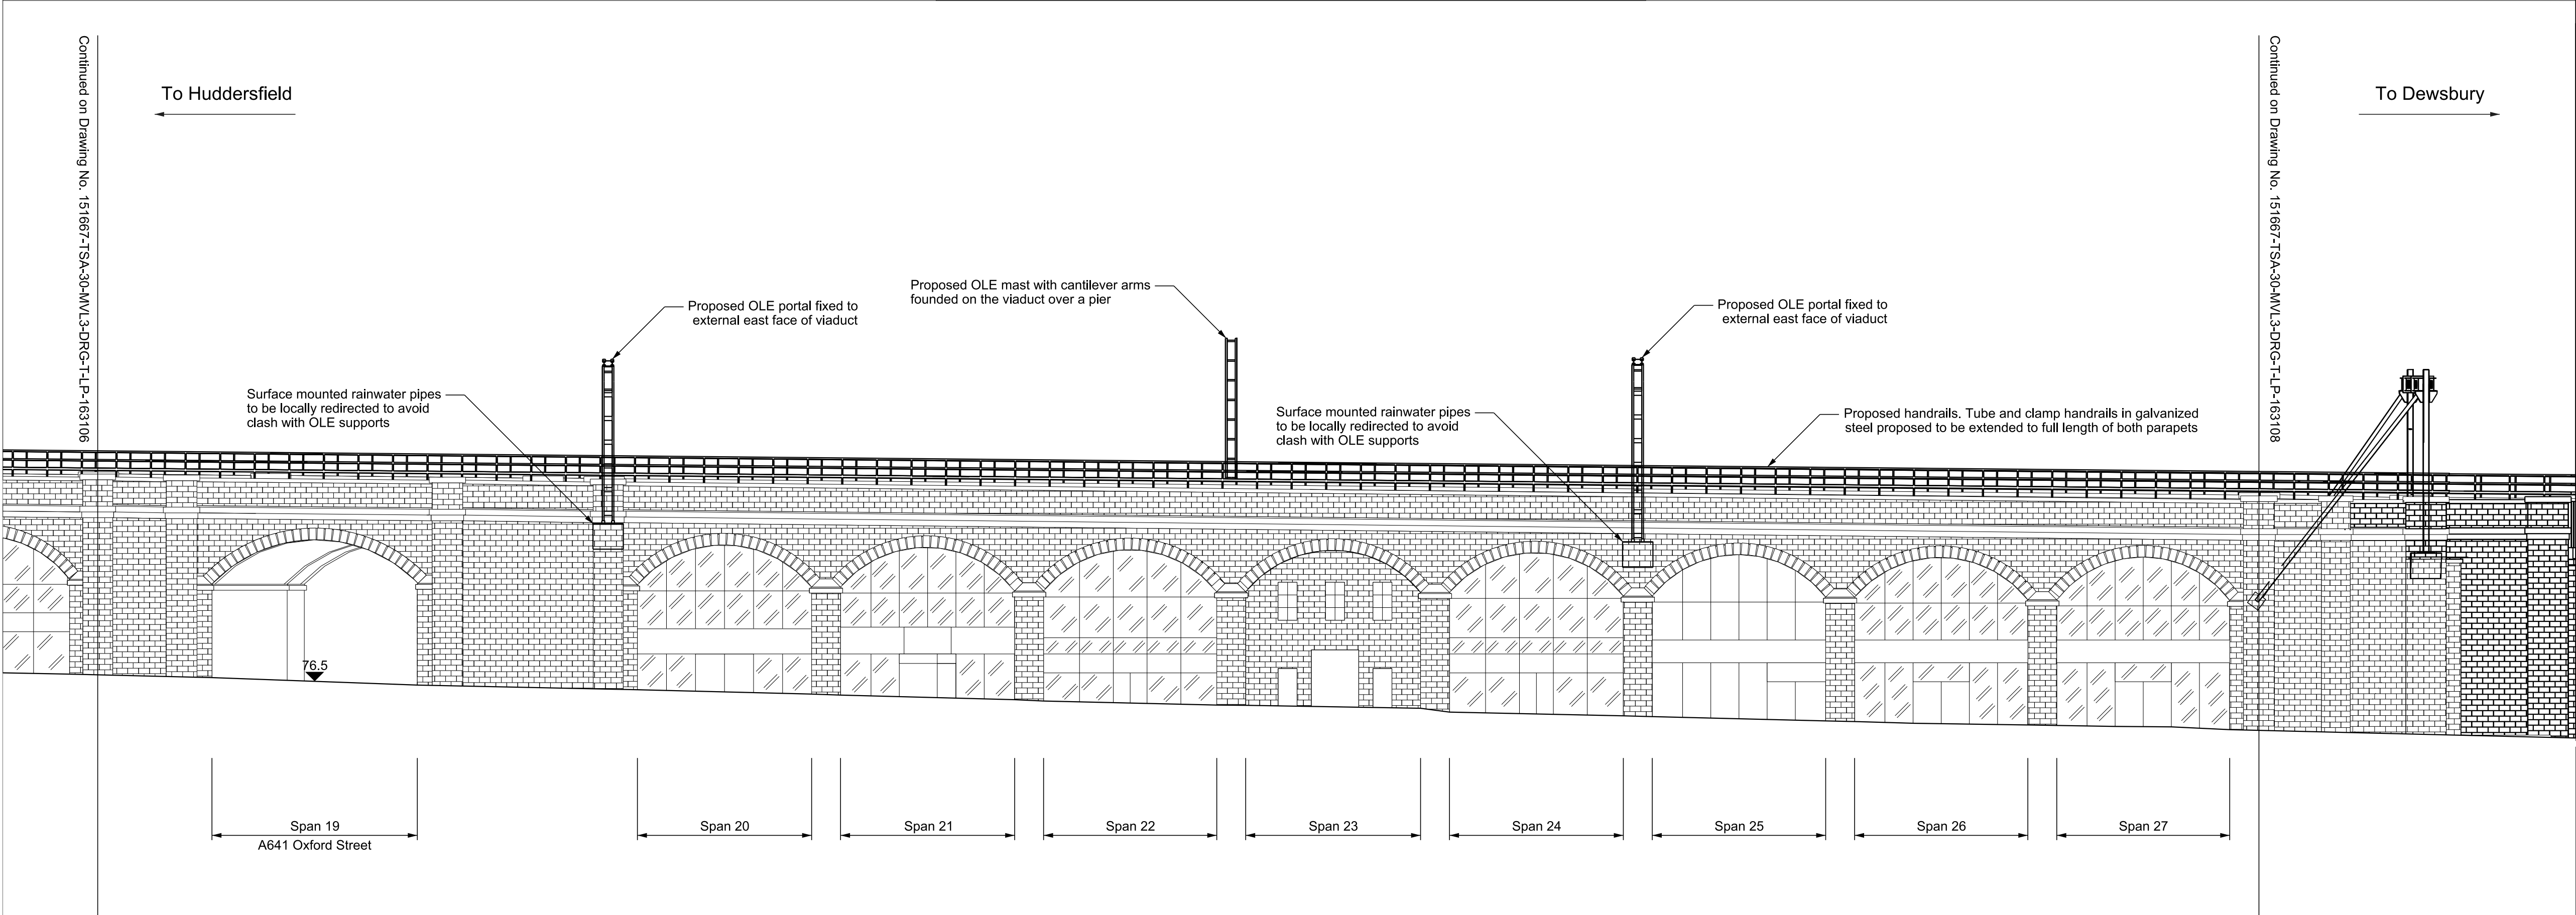 Continued on Drawing No. 151667-TSA-30-MVL3-DRG-T-LP-163106
To Huddersfield
Continued on Drawing No. 151667-TSA-30-MVL3-DRG-T-LP-163108
To Dewsbury
Proposed OLE portal fixed to
external east face of viaduct
Proposed OLE mast with cantilever arms
founded on the viaduct over a pier
Proposed OLE portal fixed to
external east face of viaduct
Surface mounted rainwater pipes
to be locally redirected to avoid
clash with OLE supports
Surface mounted rainwater pipes
to be locally redirected to avoid
clash with OLE supports
Proposed handrails. Tube and clamp handrails in galvanized
steel proposed to be extended to full length of both parapets
76.5
Span 19
A641 Oxford Street
Span 20
Span 21
Span 22
Span 23
Span 24
Span 25
Span 26
Span 27